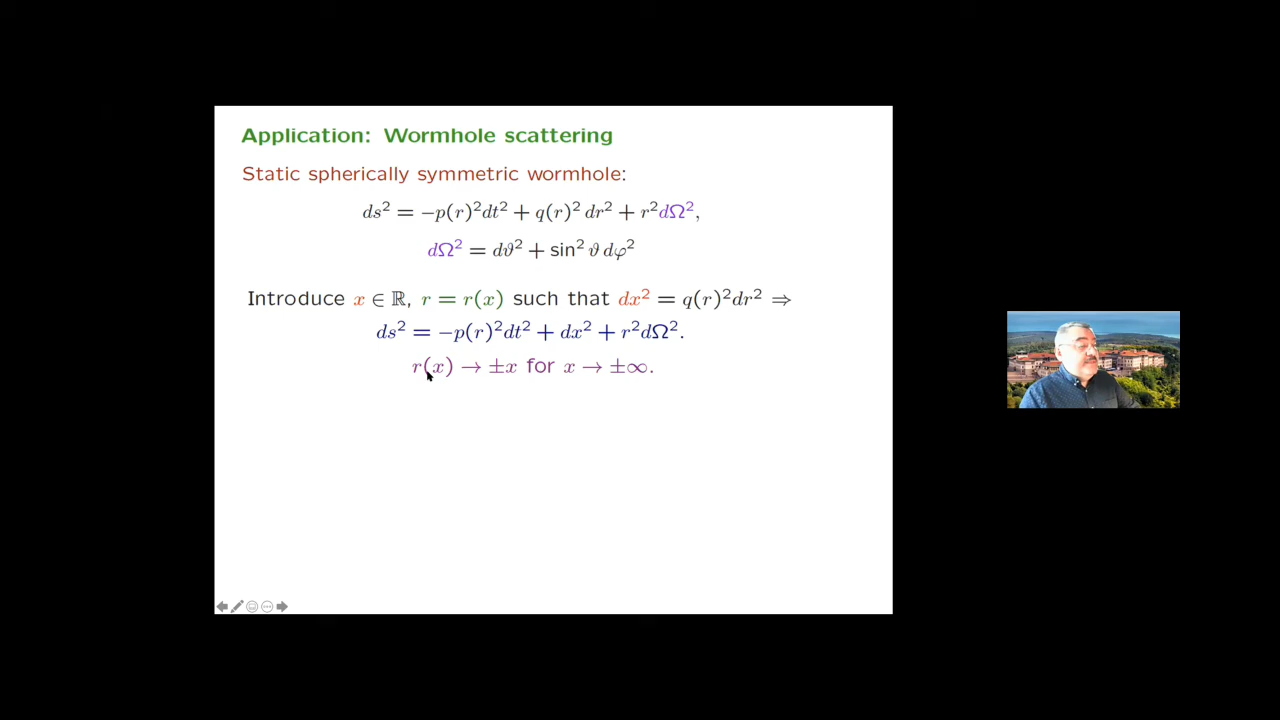 Application: Wormhole scattering
Static spherically symmetric wormhole:
ds² = −p(r)²dt² + q(r)² dr² + r²dΩ²,
dΩ² = dϑ² + sin² ϑ dφ²
Introduce x ∈ ℝ, r = r(x) such that dx² = q(r)²dr² ⇒
ds² = −p(r)²dt² + dx² + r²dΩ².
r(x) → ±x for x → ±∞.